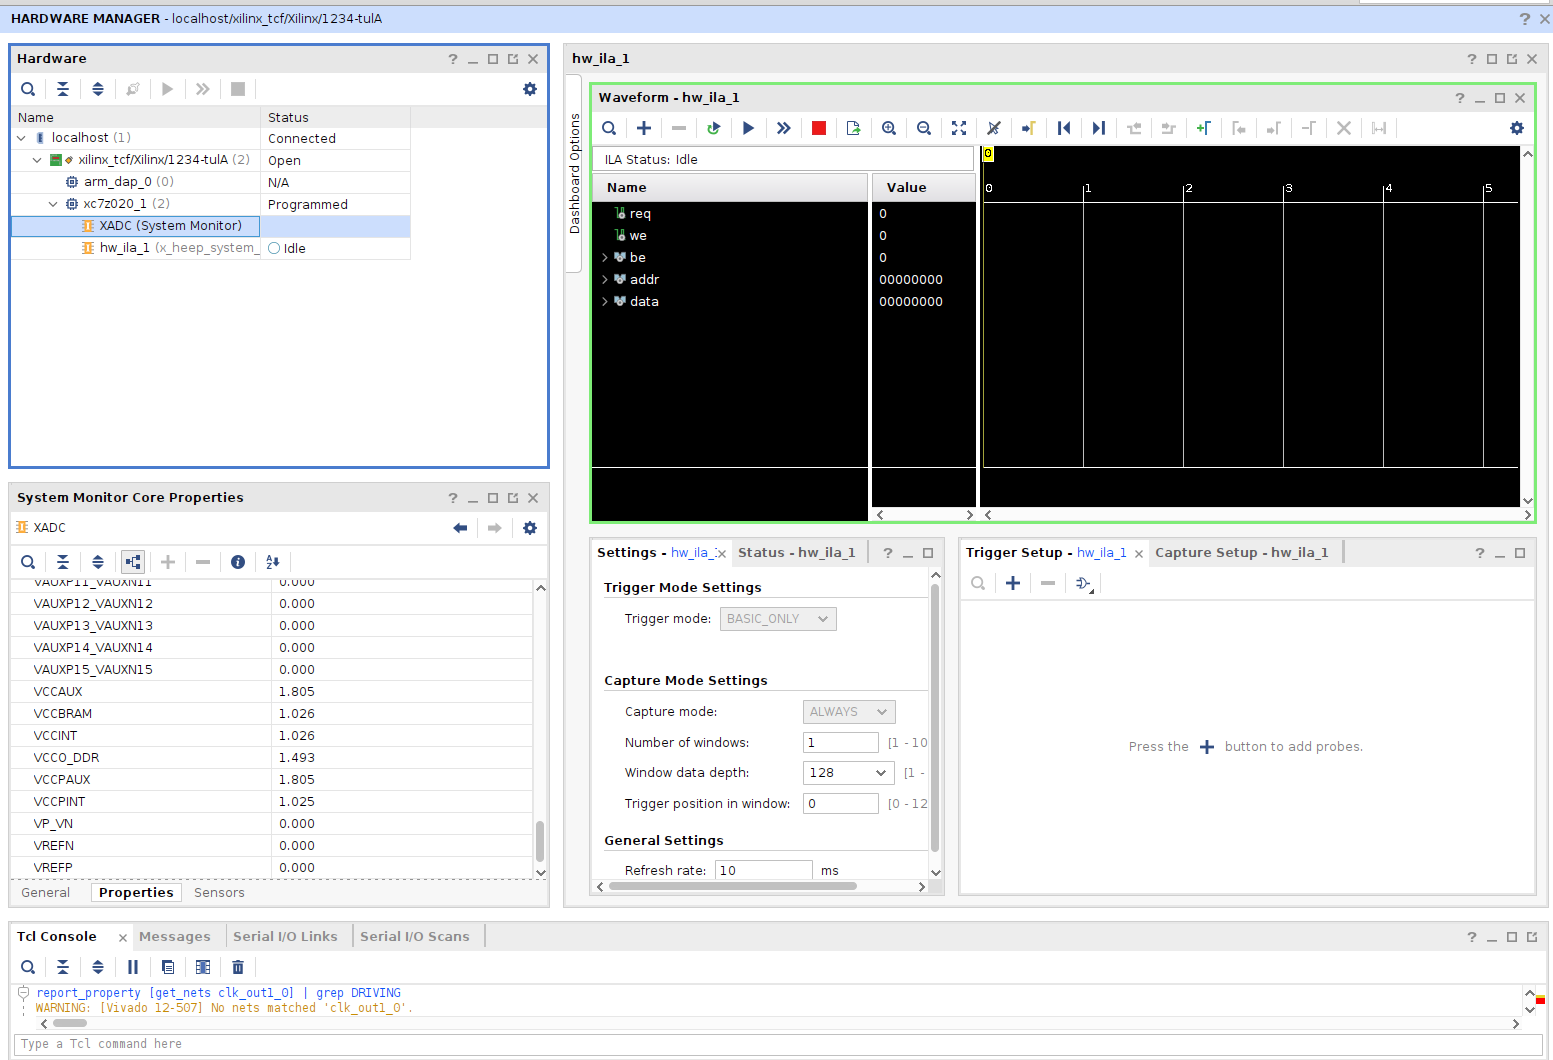 HARDWARE MANAGER - localhost/xilinx_tcf/Xilinx/1234-tulA
Hardware
Name Status
localhost (1) Connected
xilinx_tcf/Xilinx/1234-tulA (2) Open
arm_dap_0 (0) N/A
xc7z020_1 (2) Programmed
XADC (System Monitor)
hw_ila_1 (x_heep_system_ Idle
System Monitor Core Properties
XADC
VAUXP11_VAUXN11 0.000
VAUXP12_VAUXN12 0.000
VAUXP13_VAUXN13 0.000
VAUXP14_VAUXN14 0.000
VAUXP15_VAUXN15 0.000
VCCAUX 1.805
VCCBRAM 1.026
VCCINT 1.026
VCCO_DDR 1.493
VCCPAUX 1.805
VCCPINT 1.025
VP_VN 0.000
VREFN 0.000
VREFP 0.000
General Properties Sensors
hw_ila_1
Dashboard Options
Waveform - hw_ila_1
ILA Status: Idle
Name Value
req 0
we 0
be 0
addr 00000000
data 00000000
0
0 1 2 3 4 5
Settings - hw_ila_1 Status - hw_ila_1
Trigger Mode Settings
Trigger mode: BASIC_ONLY
Capture Mode Settings
Capture mode: ALWAYS
Number of windows: 1 [1 - 10
Window data depth: 128 [1 -
Trigger position in window: 0 [0 - 12
General Settings
Refresh rate: 10 ms
Trigger Setup - hw_ila_1 Capture Setup - hw_ila_1
Press the + button to add probes.
Tcl Console Messages Serial I/O Links Serial I/O Scans
report_property [get_nets clk_out1_0] | grep DRIVING
WARNING: [Vivado 12-507] No nets matched 'clk_out1_0'.
Type a Tcl command here